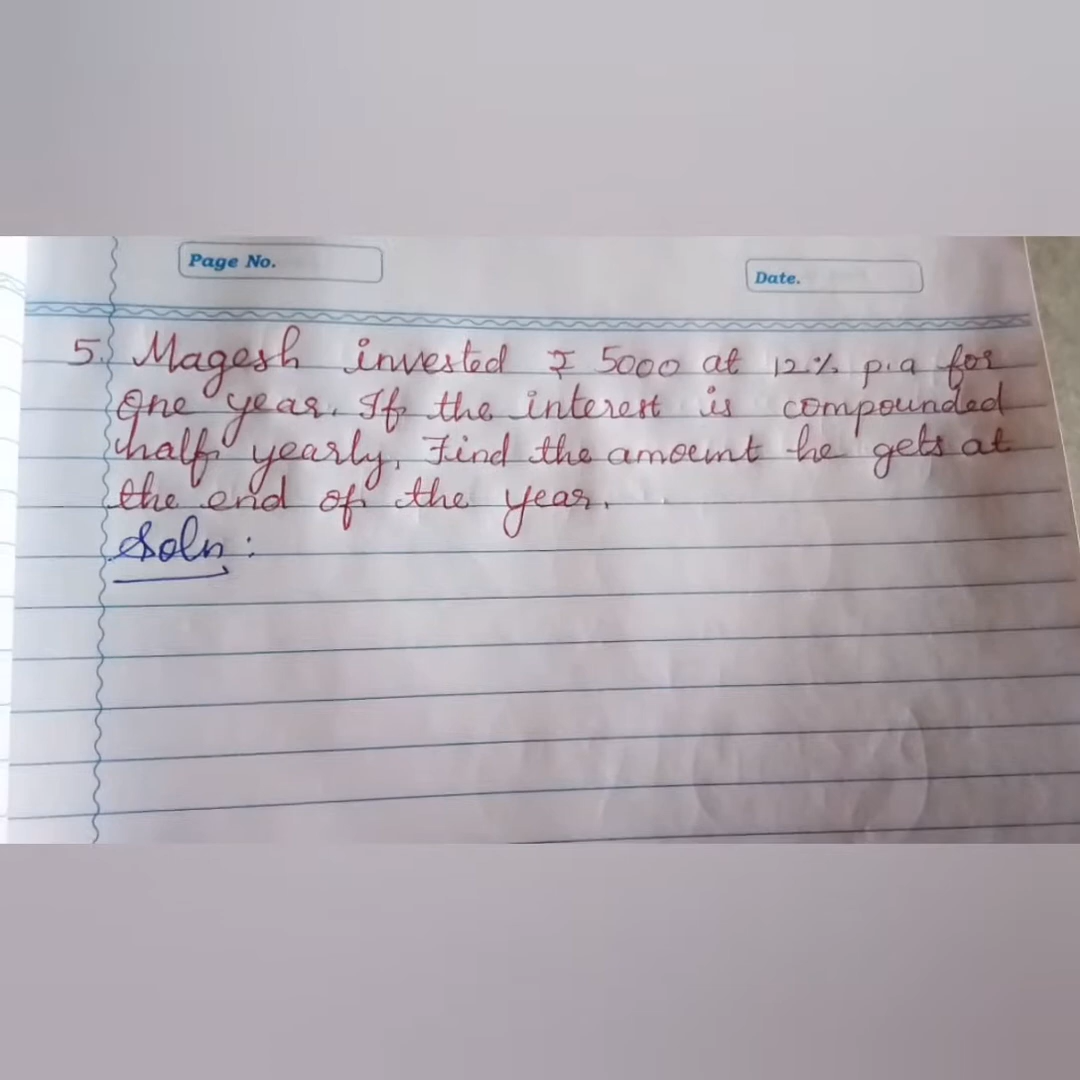 Page No.
Date.
5. Magesh invested ₹ 5000 at 12% p.a for
One year. If the interest is compounded
half yearly, Find the amount he gets at
the end of the year.
Soln :